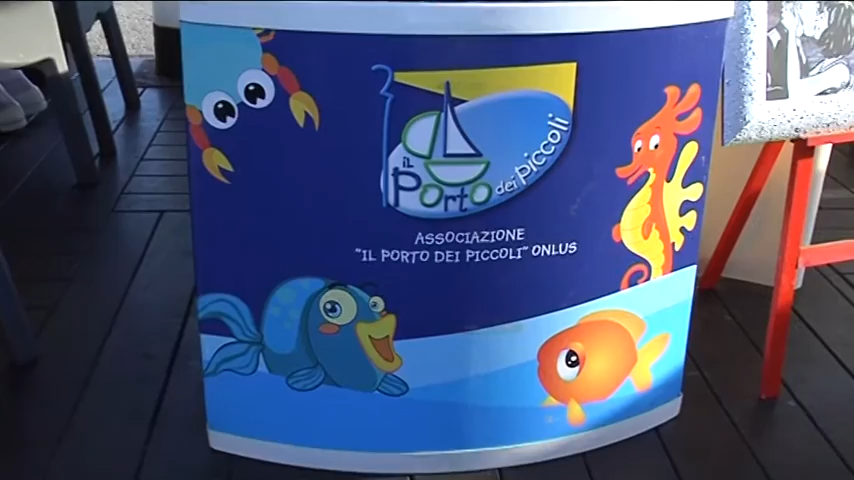 il
Porto dei piccoli
ASSOCIAZIONE
"IL PORTO DEI PICCOLI" ONLUS